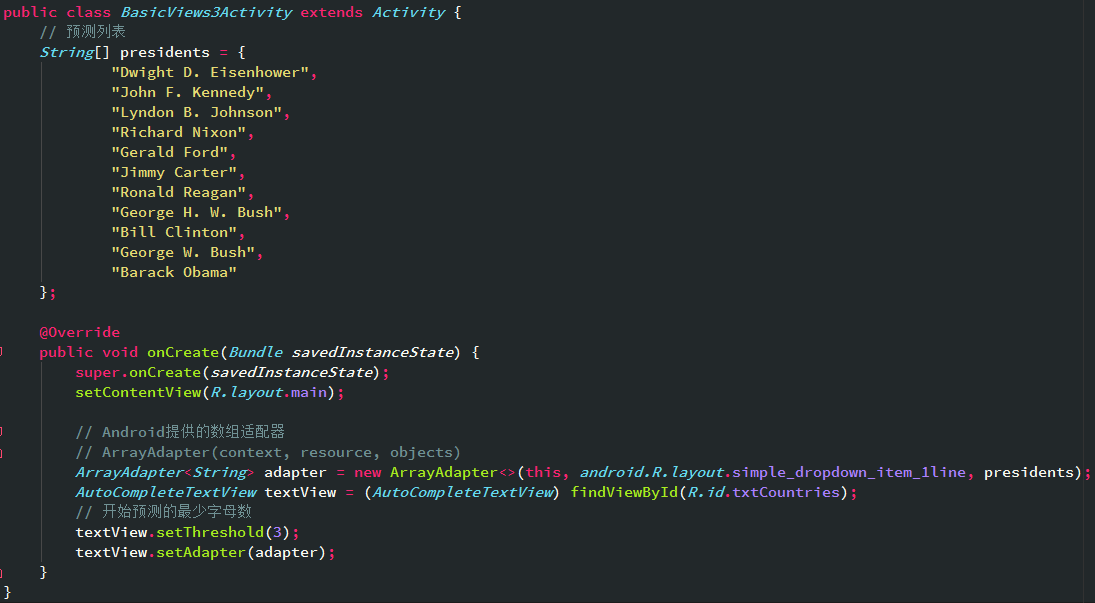 public class BasicViews3Activity extends Activity {
    // 预测列表
    String[] presidents = {
            "Dwight D. Eisenhower",
            "John F. Kennedy",
            "Lyndon B. Johnson",
            "Richard Nixon",
            "Gerald Ford",
            "Jimmy Carter",
            "Ronald Reagan",
            "George H. W. Bush",
            "Bill Clinton",
            "George W. Bush",
            "Barack Obama"
    };
    @Override
    public void onCreate(Bundle savedInstanceState) {
        super.onCreate(savedInstanceState);
        setContentView(R.layout.main);
        // Android提供的数组适配器
        // ArrayAdapter(context, resource, objects)
        ArrayAdapter<String> adapter = new ArrayAdapter<>(this, android.R.layout.simple_dropdown_item_1line, presidents);
        AutoCompleteTextView textView = (AutoCompleteTextView) findViewById(R.id.txtCountries);
        // 开始预测的最少字母数
        textView.setThreshold(3);
        textView.setAdapter(adapter);
    }
}